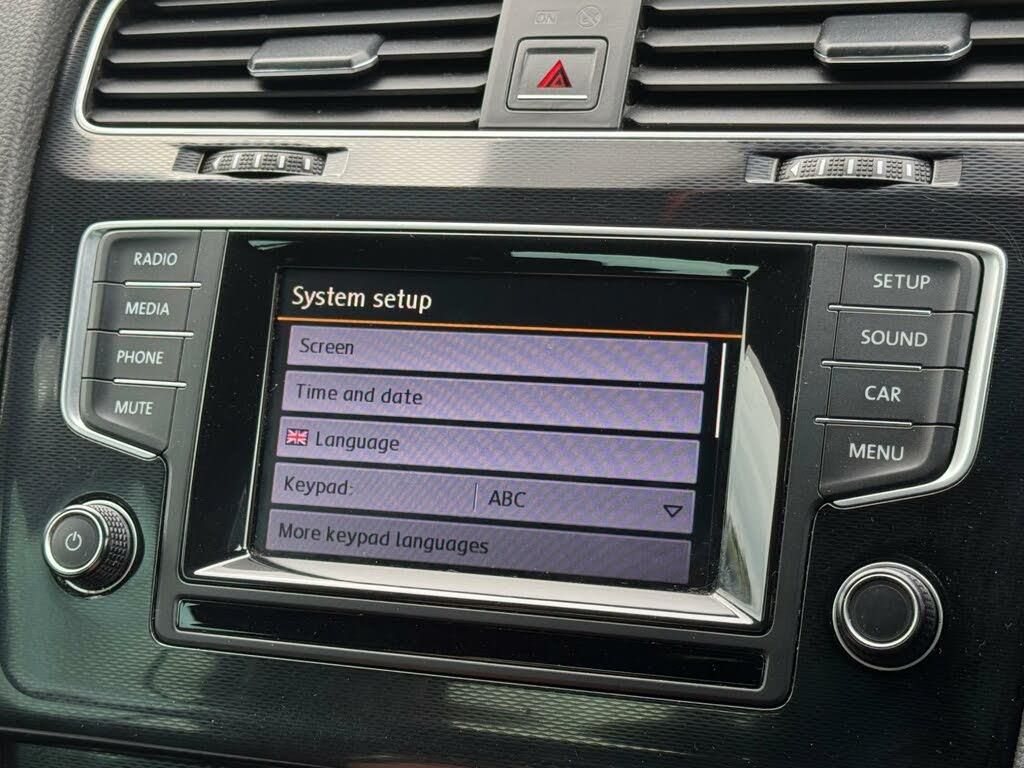 ON
RADIO
MEDIA
PHONE
MUTE
System setup
Screen
Time and date
Language
Keypad:
ABC
More keypad languages
SETUP
SOUND
CAR
MENU